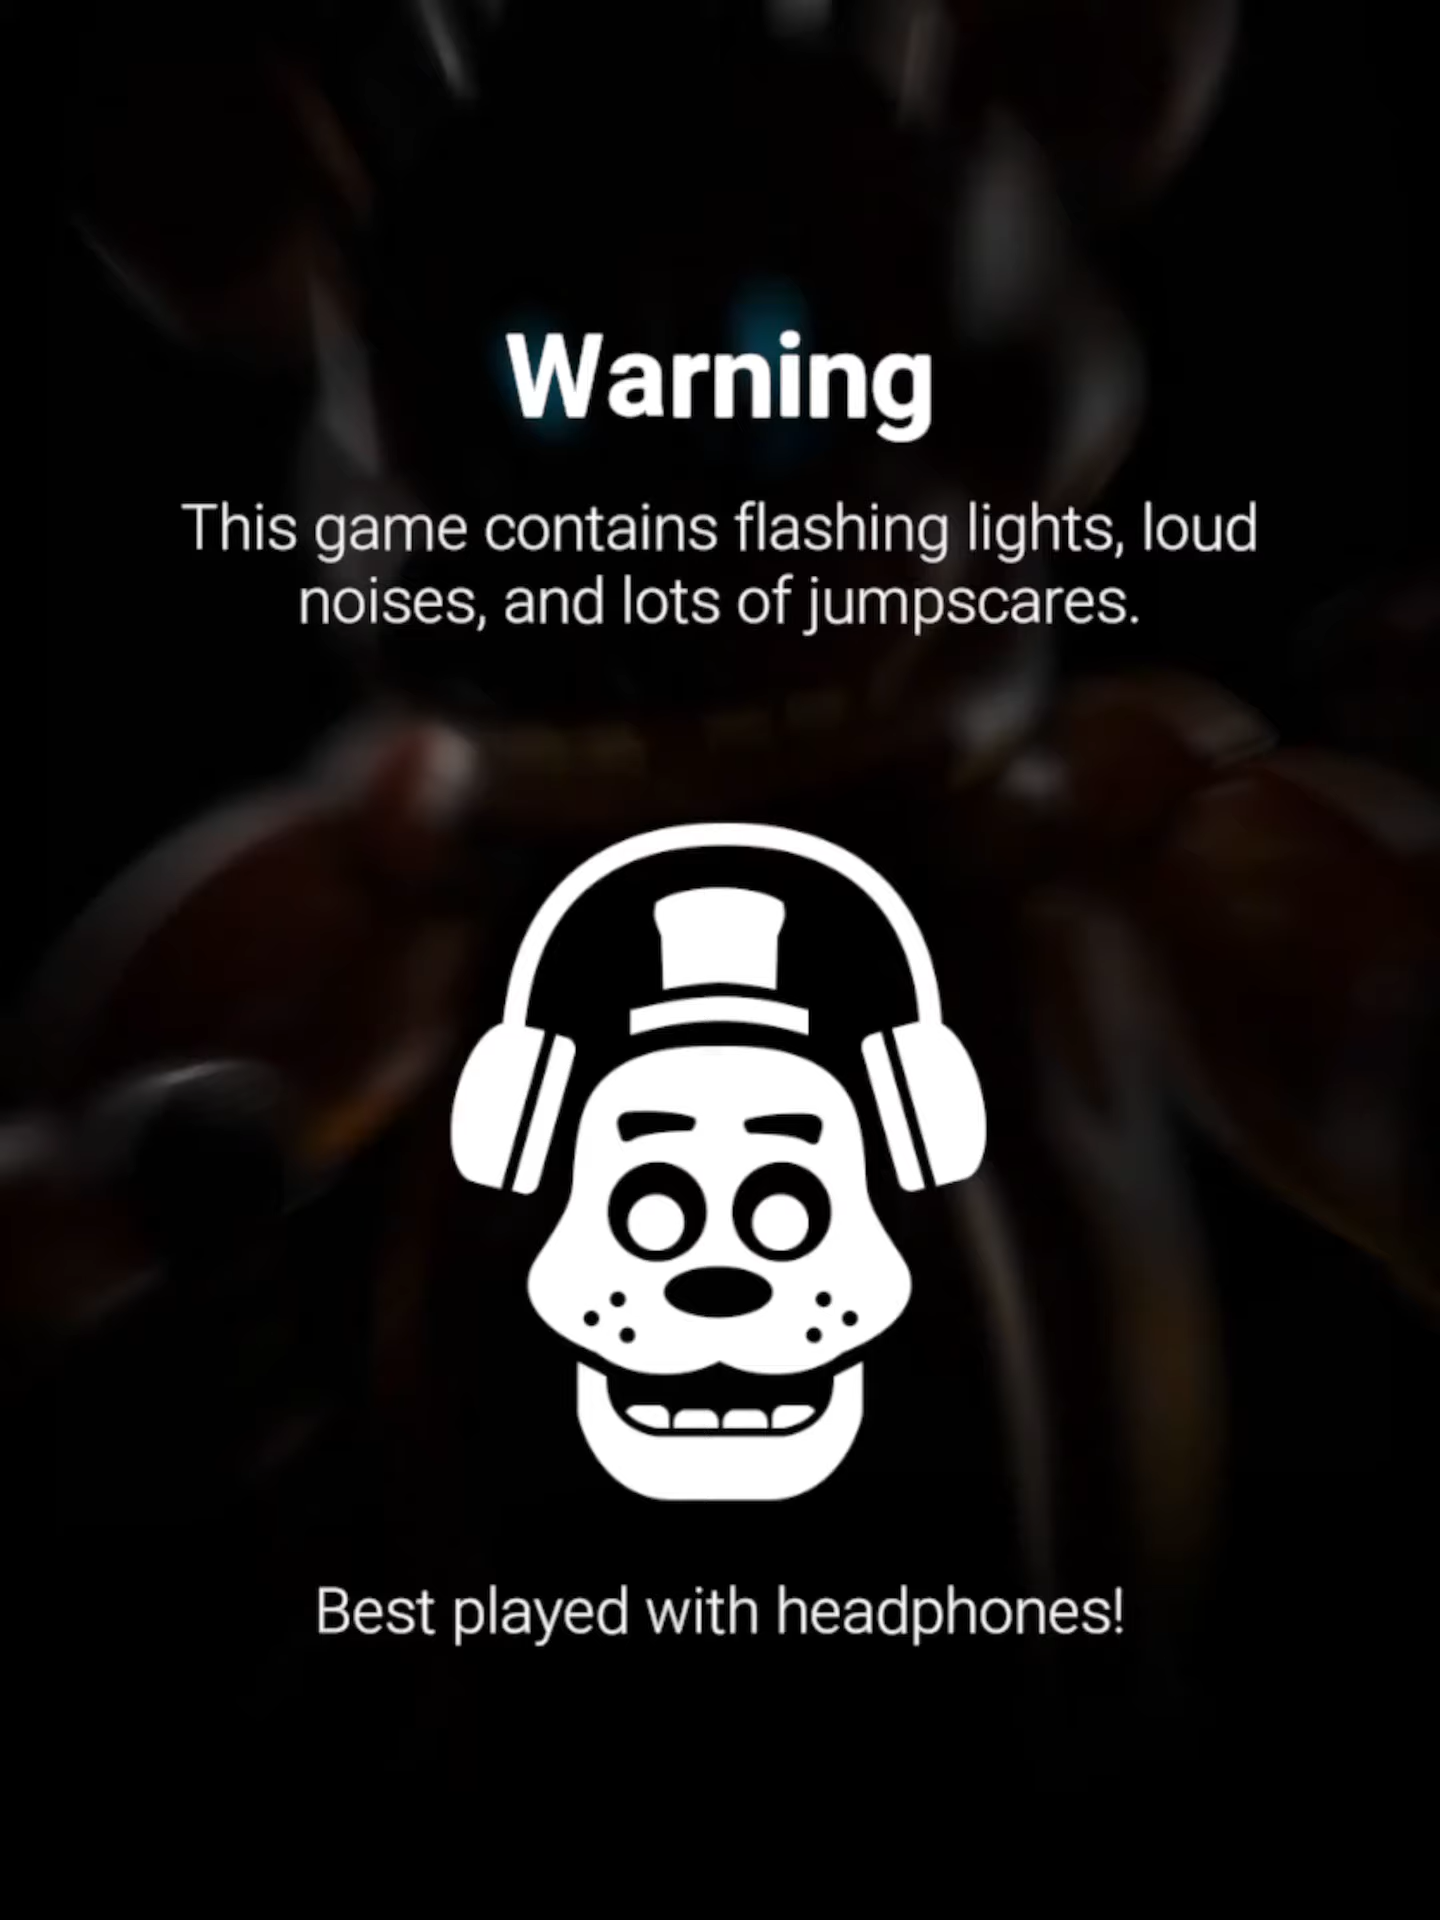 Warning
This game contains flashing lights, loud
noises, and lots of jumpscares.
Best played with headphones!